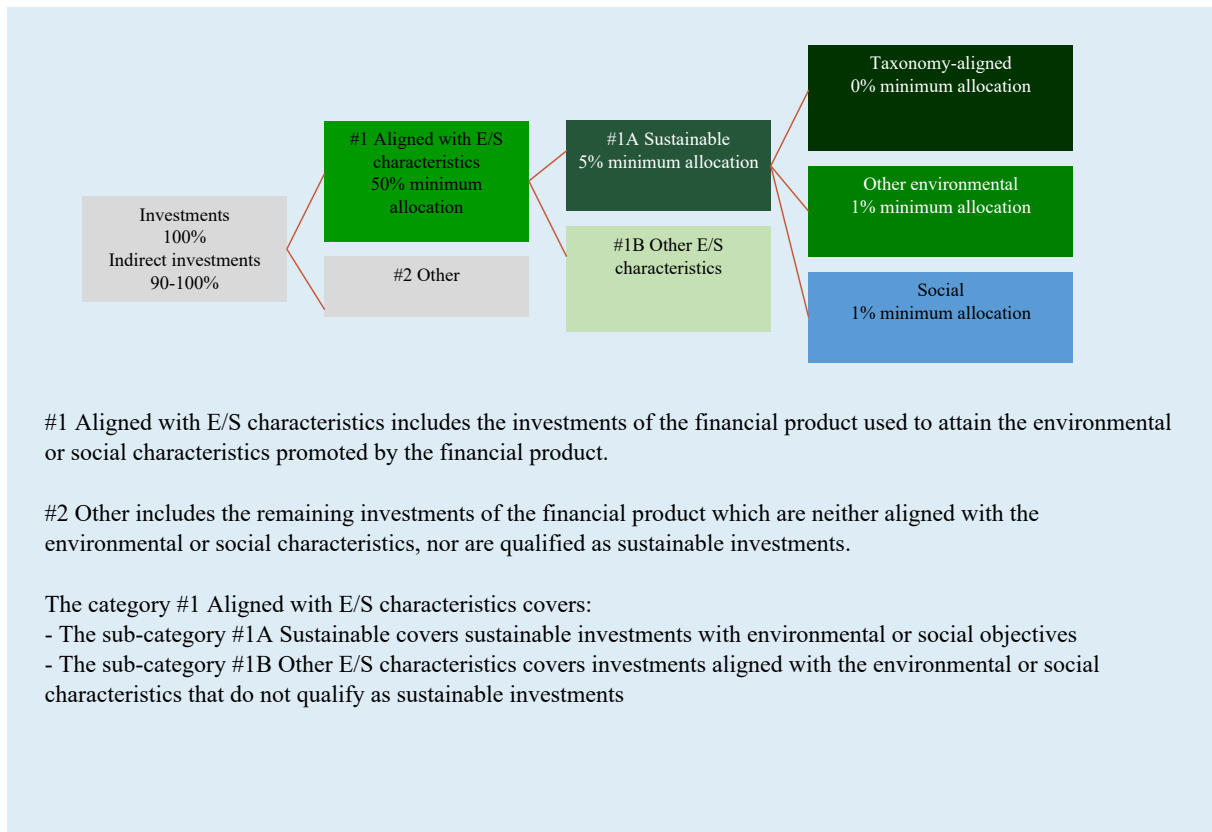 Investments
100%
Indirect investments
90-100%
#1 Aligned with E/S
characteristics
50% minimum
allocation
#2 Other
#1A Sustainable
5% minimum allocation
#1B Other E/S
characteristics
Taxonomy-aligned
0% minimum allocation
Other environmental
1% minimum allocation
Social
1% minimum allocation
#1 Aligned with E/S characteristics includes the investments of the financial product used to attain the environmental
or social characteristics promoted by the financial product.
#2 Other includes the remaining investments of the financial product which are neither aligned with the
environmental or social characteristics, nor are qualified as sustainable investments.
The category #1 Aligned with E/S characteristics covers:
- The sub-category #1A Sustainable covers sustainable investments with environmental or social objectives
- The sub-category #1B Other E/S characteristics covers investments aligned with the environmental or social
characteristics that do not qualify as sustainable investments